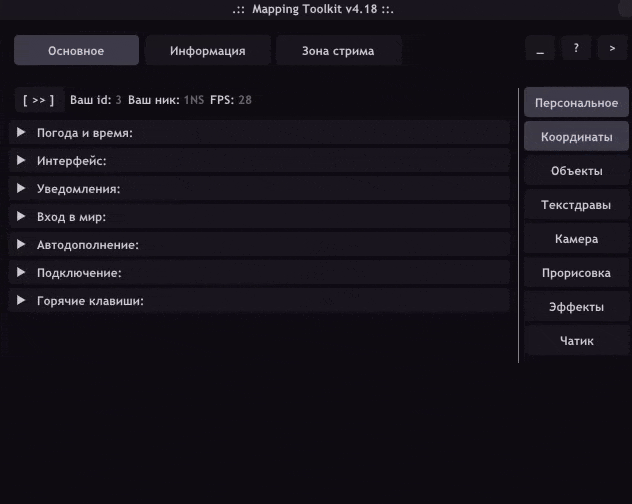 .:: Mapping Toolkit v4.18 ::.
Основное Информация Зона стрима _ ? >
[ >> ] Ваш id: 3 Ваш ник: 1NS FPS: 28
Погода и время:
Интерфейс:
Уведомления:
Вход в мир:
Автодополнение:
Подключение:
Горячие клавиши:
Персональное
Координаты
Объекты
Текстдравы
Камера
Прорисовка
Эффекты
Чатик